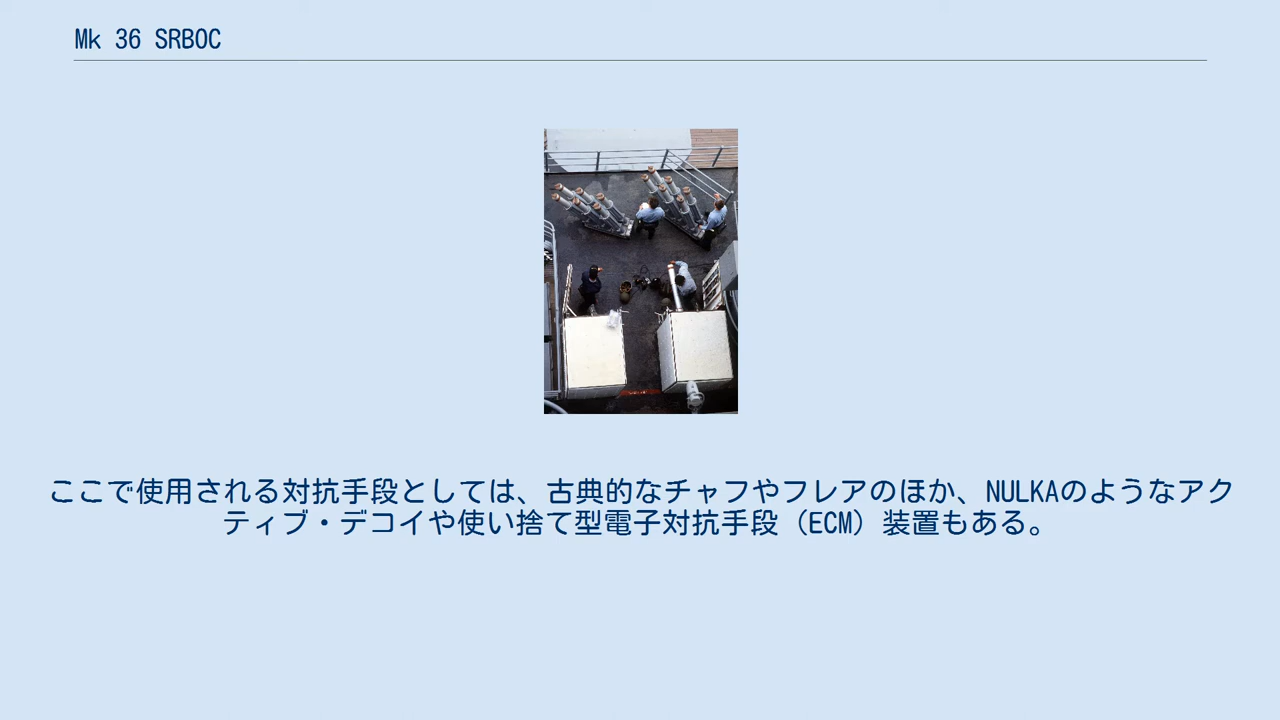 Mk 36 SRBOC
ここで使用される対抗手段としては、古典的なチャフやフレアのほか、NULKAのようなアク
ティブ・デコイや使い捨て型電子対抗手段（ECM）装置もある。